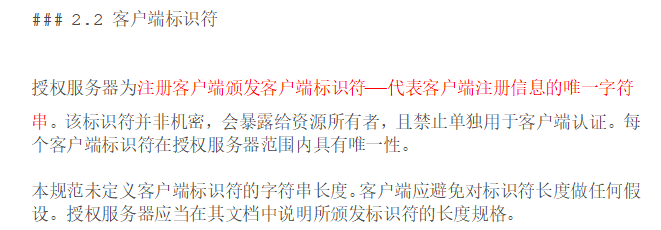 ### 2.2 客户端标识符
授权服务器为注册客户端颁发客户端标识符——代表客户端注册信息的唯一字符
串。该标识符并非机密，会暴露给资源所有者，且禁止单独用于客户端认证。每
个客户端标识符在授权服务器范围内具有唯一性。
本规范未定义客户端标识符的字符串长度。客户端应避免对标识符长度做任何假
设。授权服务器应当在其文档中说明所颁发标识符的长度规格。